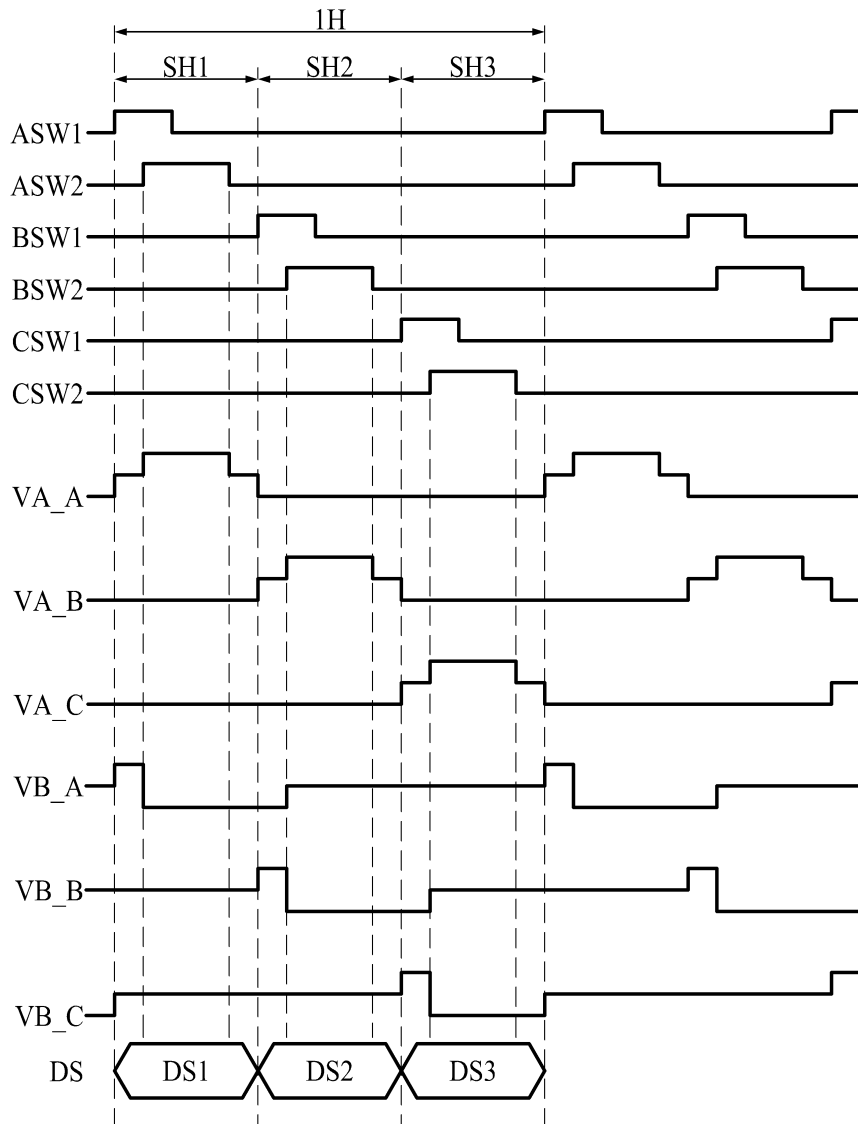 1H
SH1 SH2 SH3
ASW1
ASW2
BSW1
BSW2
CSW1
CSW2
VA_A
VA_B
VA_C
VB_A
VB_B
VB_C
DS DS1 DS2 DS3